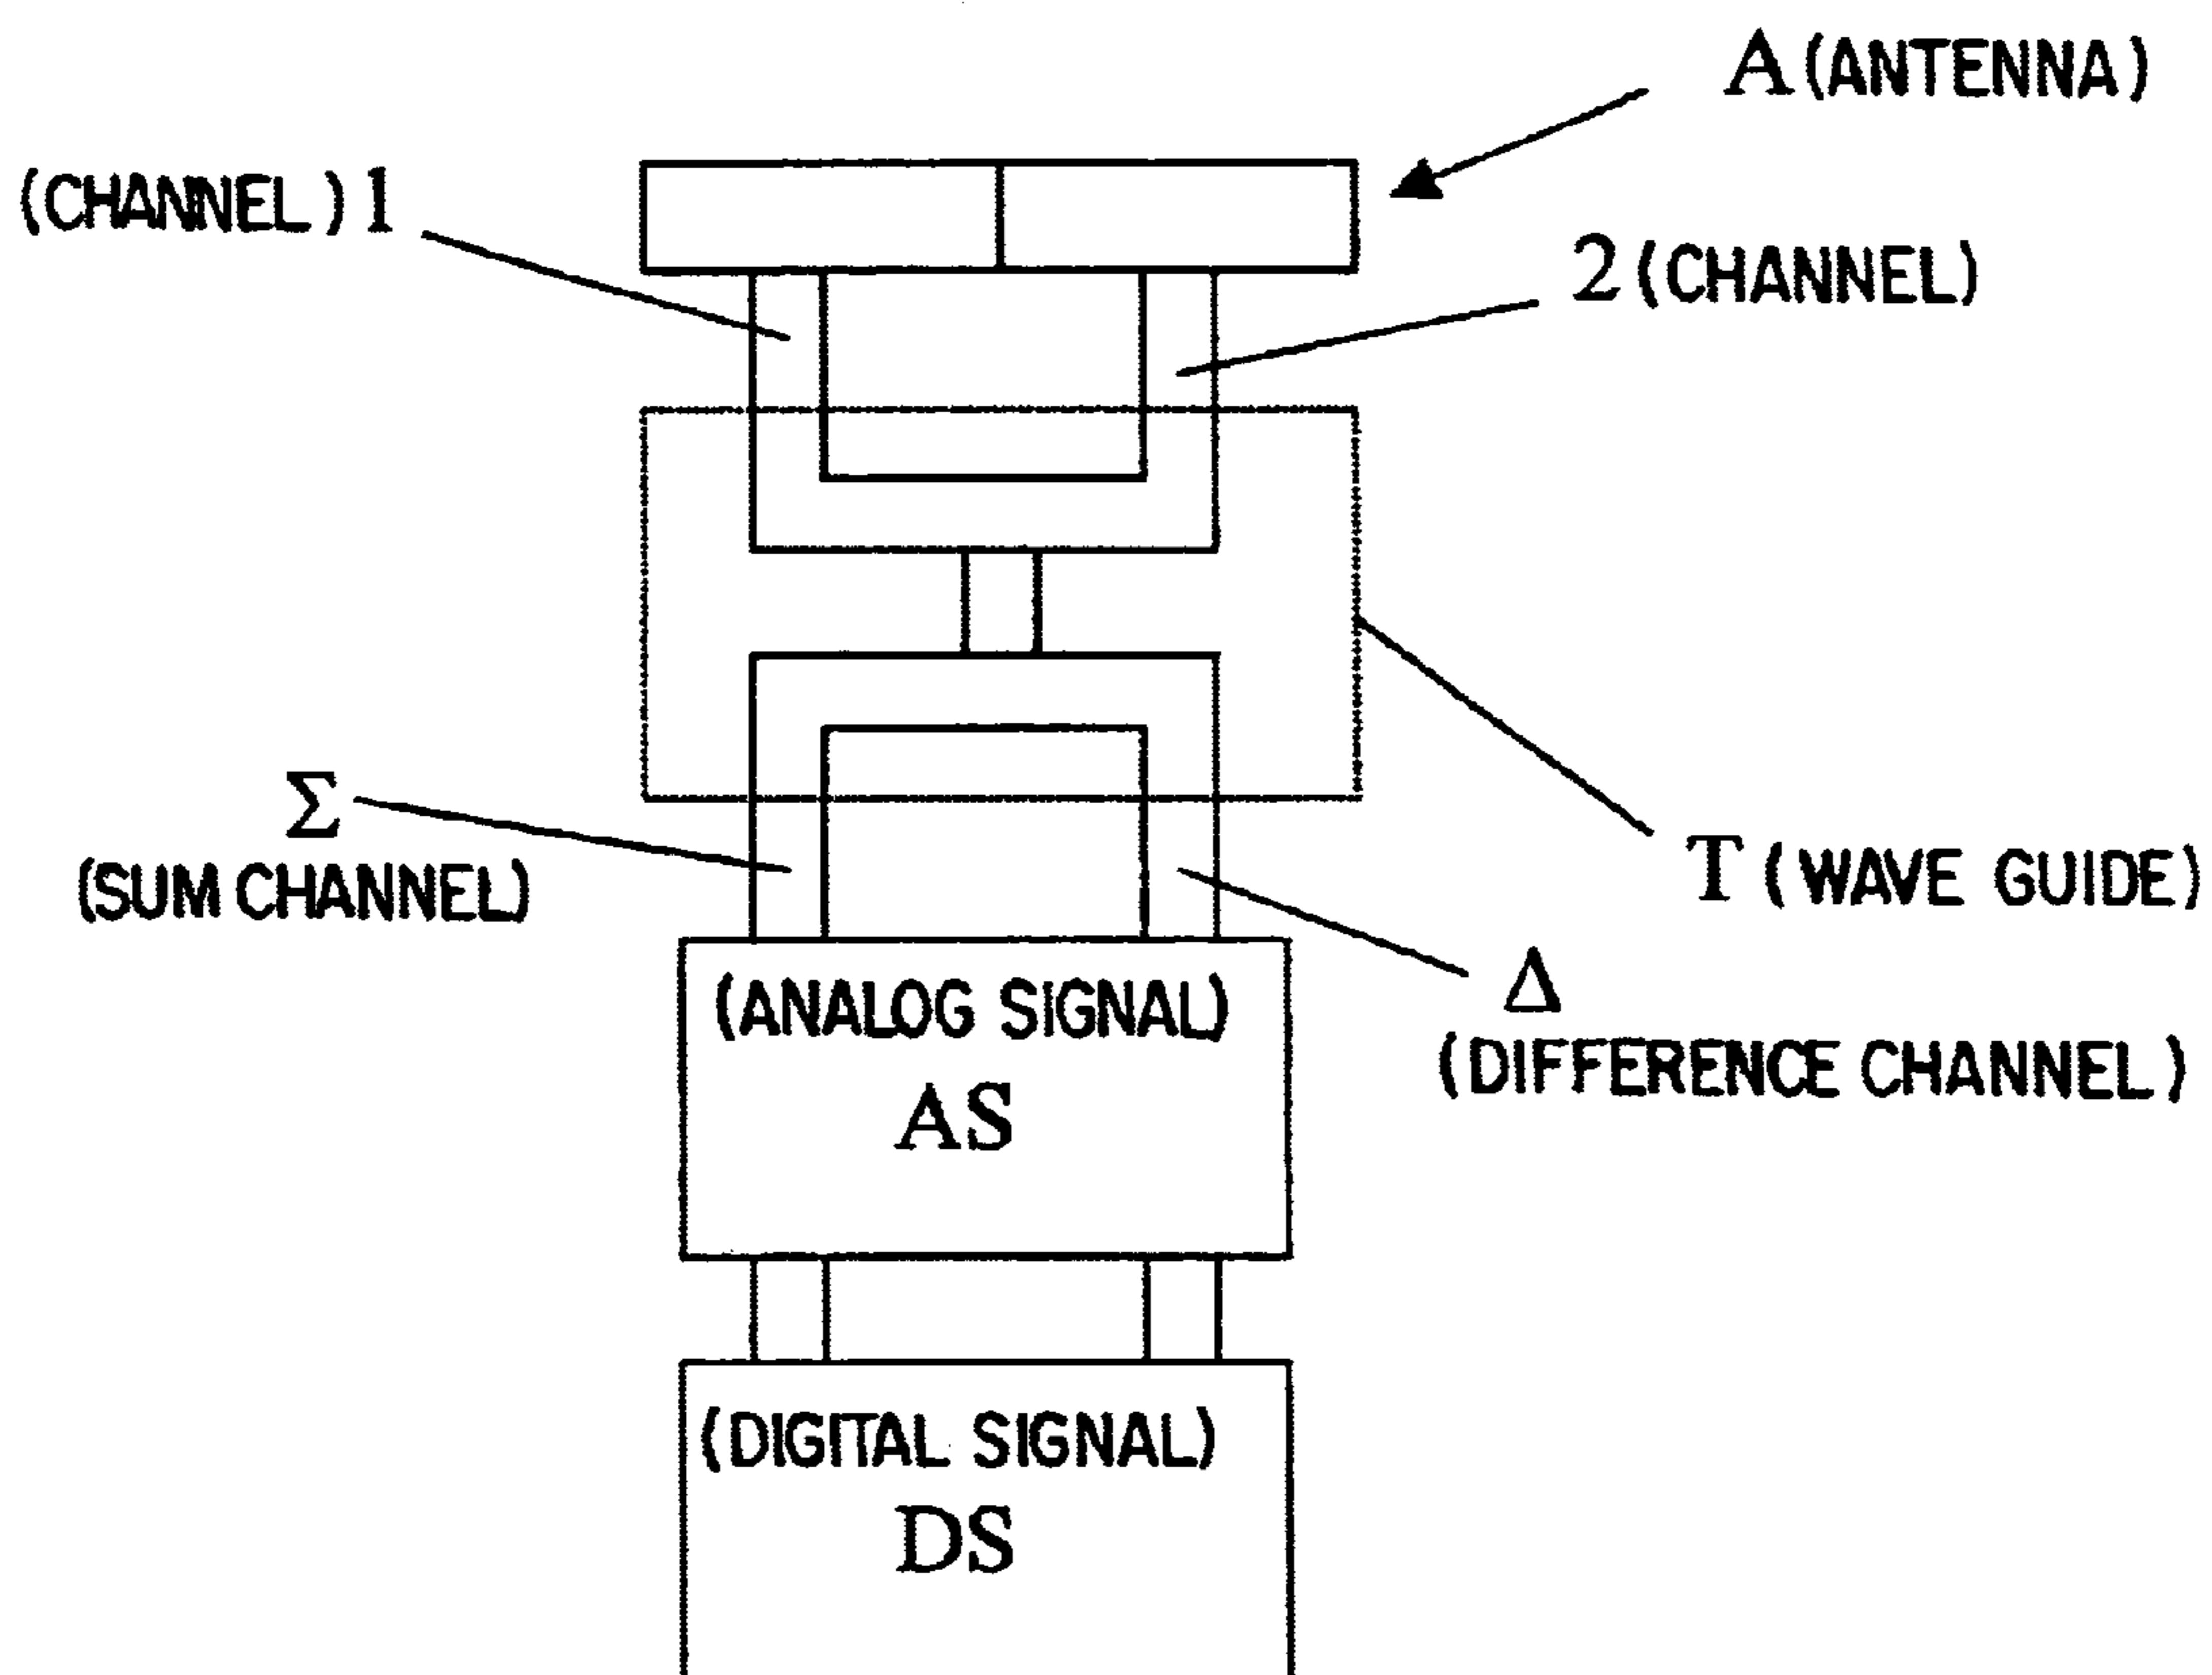 A (ANTENNA)
(CHANNEL) 1
2 (CHANNEL)
Σ
(SUM CHANNEL)
T (WAVE GUIDE)
(ANALOG SIGNAL)
AS
Δ
(DIFFERENCE CHANNEL)
(DIGITAL SIGNAL)
DS